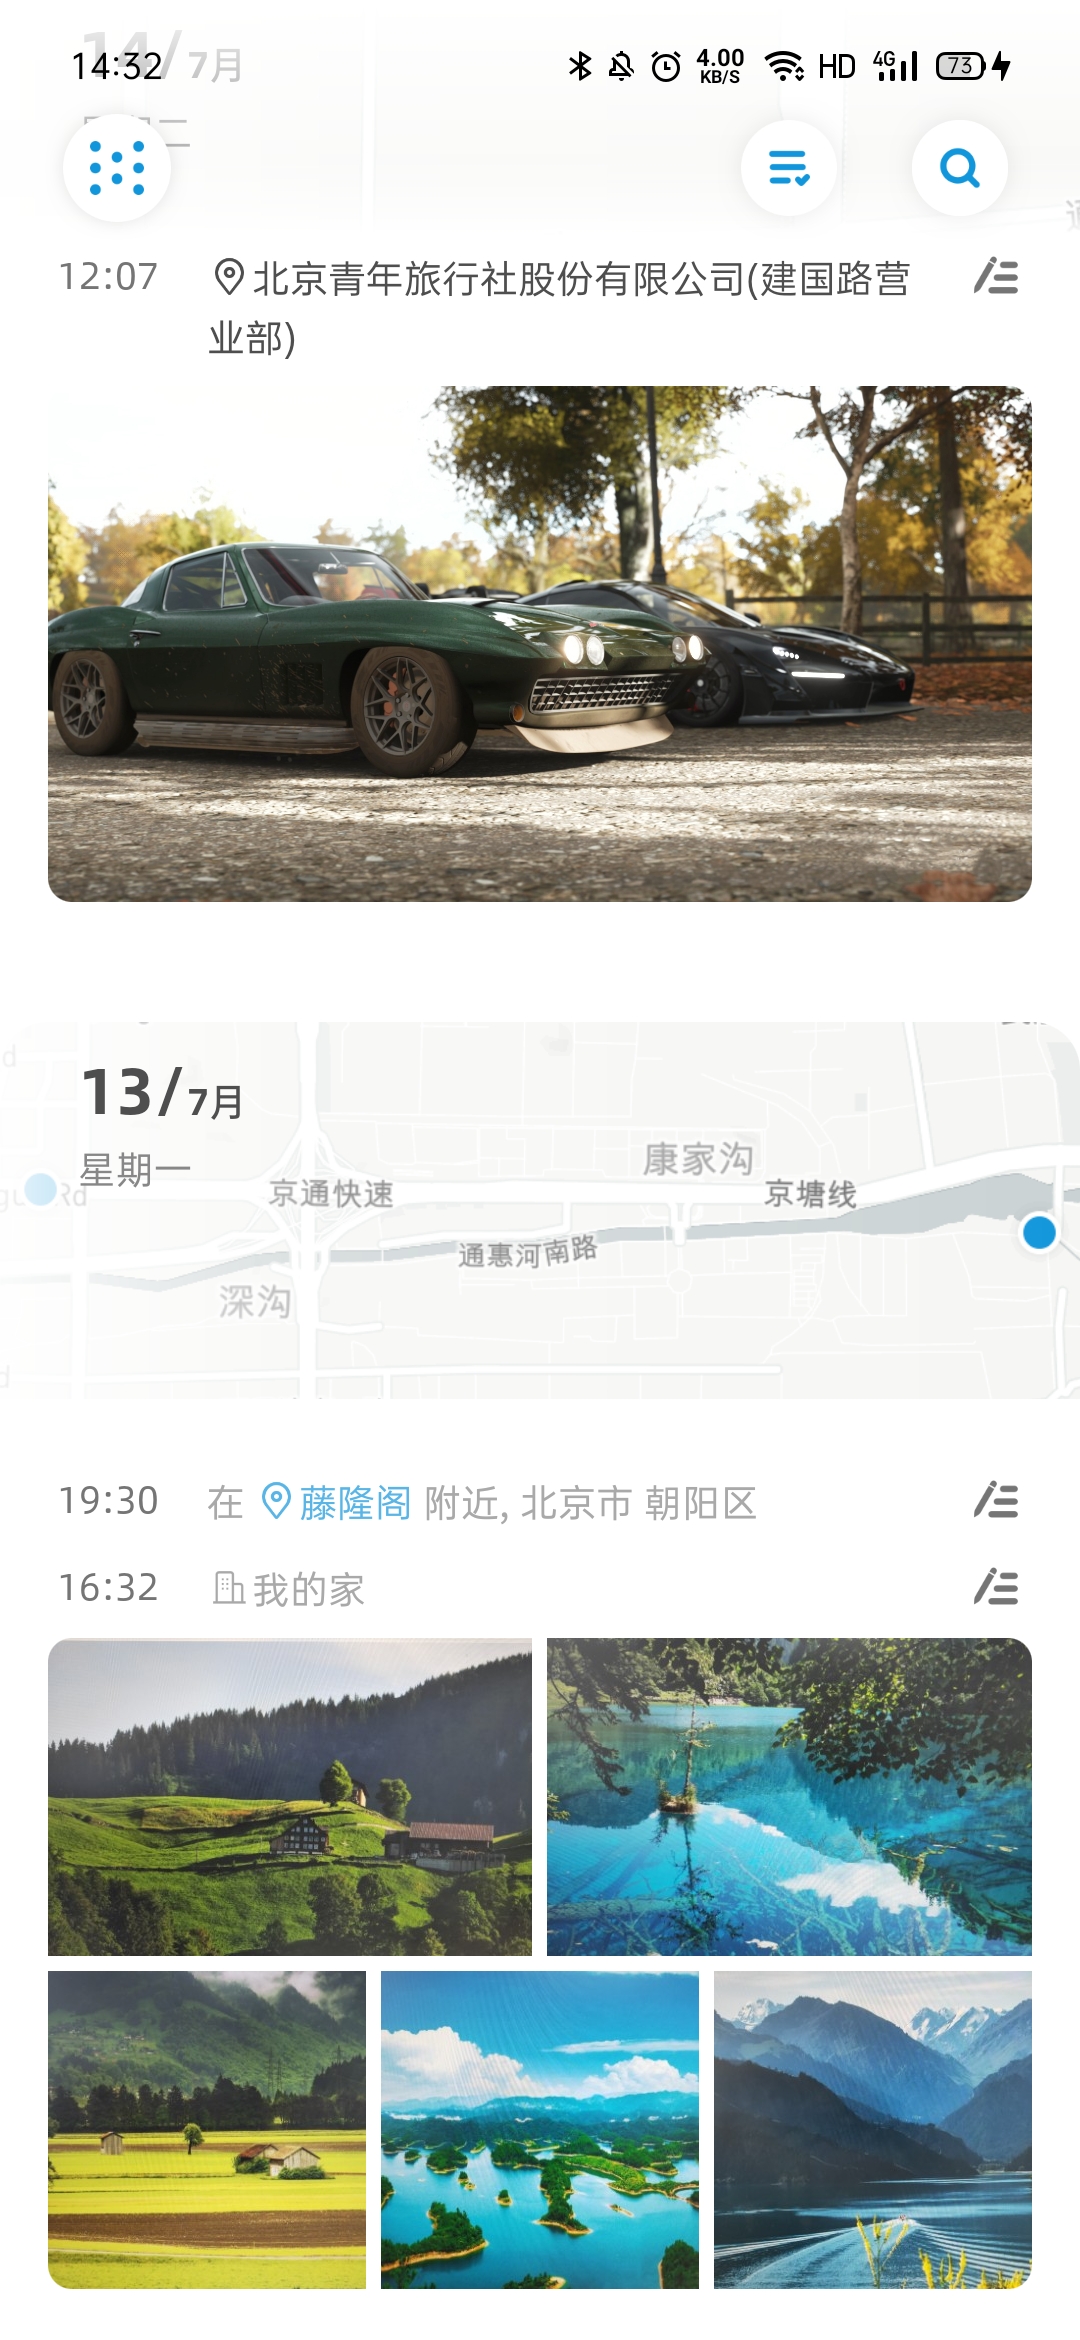 14/7月
14:32
4.00
KB/S
HD
4G
73
12:07
北京青年旅行社股份有限公司(建国路营
业部)
13/7月
星期一
康家沟
京通快速
京塘线
Rd
通惠河南路
深沟
19:30 在 藤隆阁 附近, 北京市 朝阳区
16:32 我的家